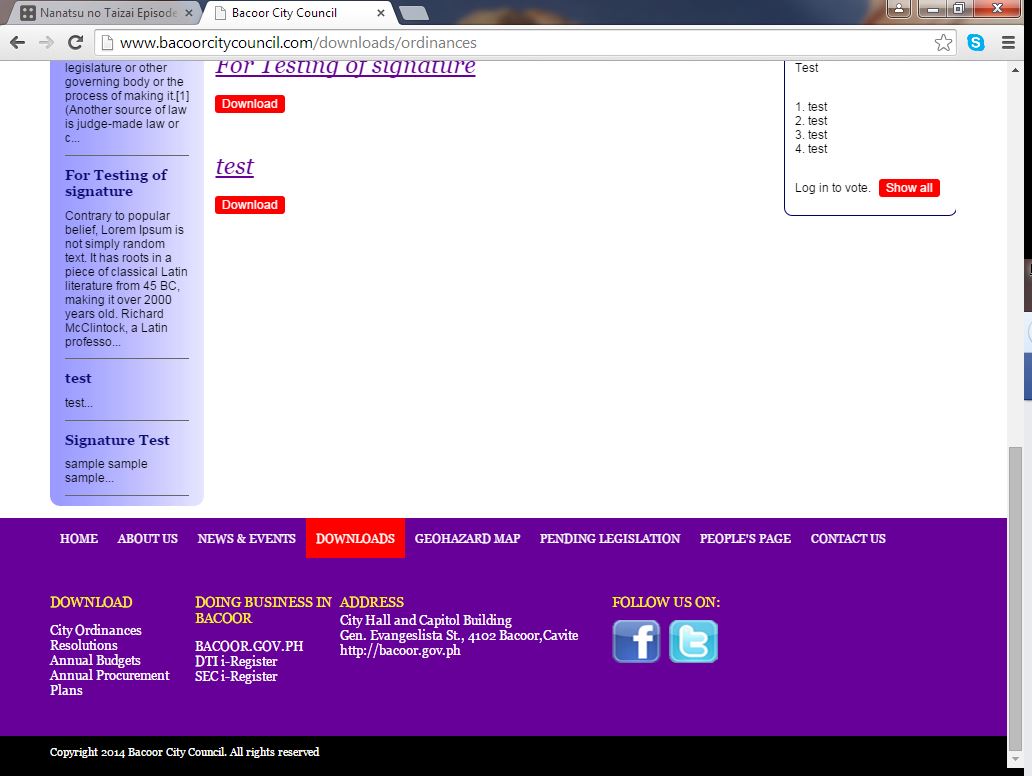 Nanatsu no Taizai Episode
Bacoor City Council
www.bacoorcitycouncil.com/downloads/ordinances
legislature or other
governing body or the
process of making it.[1]
(Another source of law
is judge-made law or
c...
For Testing of
signature
Contrary to popular
belief, Lorem Ipsum is
not simply random
text. It has roots in a
piece of classical Latin
literature from 45 BC,
making it over 2000
years old. Richard
McClintock, a Latin
professo...
test
test...
Signature Test
sample sample
sample...
For Testing of signature
Download
test
Download
Test
1. test
2. test
3. test
4. test
Log in to vote. Show all
HOME ABOUT US NEWS & EVENTS DOWNLOADS GEOHAZARD MAP PENDING LEGISLATION PEOPLE'S PAGE CONTACT US
DOWNLOAD
City Ordinances
Resolutions
Annual Budgets
Annual Procurement
Plans
DOING BUSINESS IN
BACOOR
BACOOR.GOV.PH
DTI i-Register
SEC i-Register
ADDRESS
City Hall and Capitol Building
Gen. Evangeslista St., 4102 Bacoor,Cavite
http://bacoor.gov.ph
FOLLOW US ON:
Copyright 2014 Bacoor City Council. All rights reserved